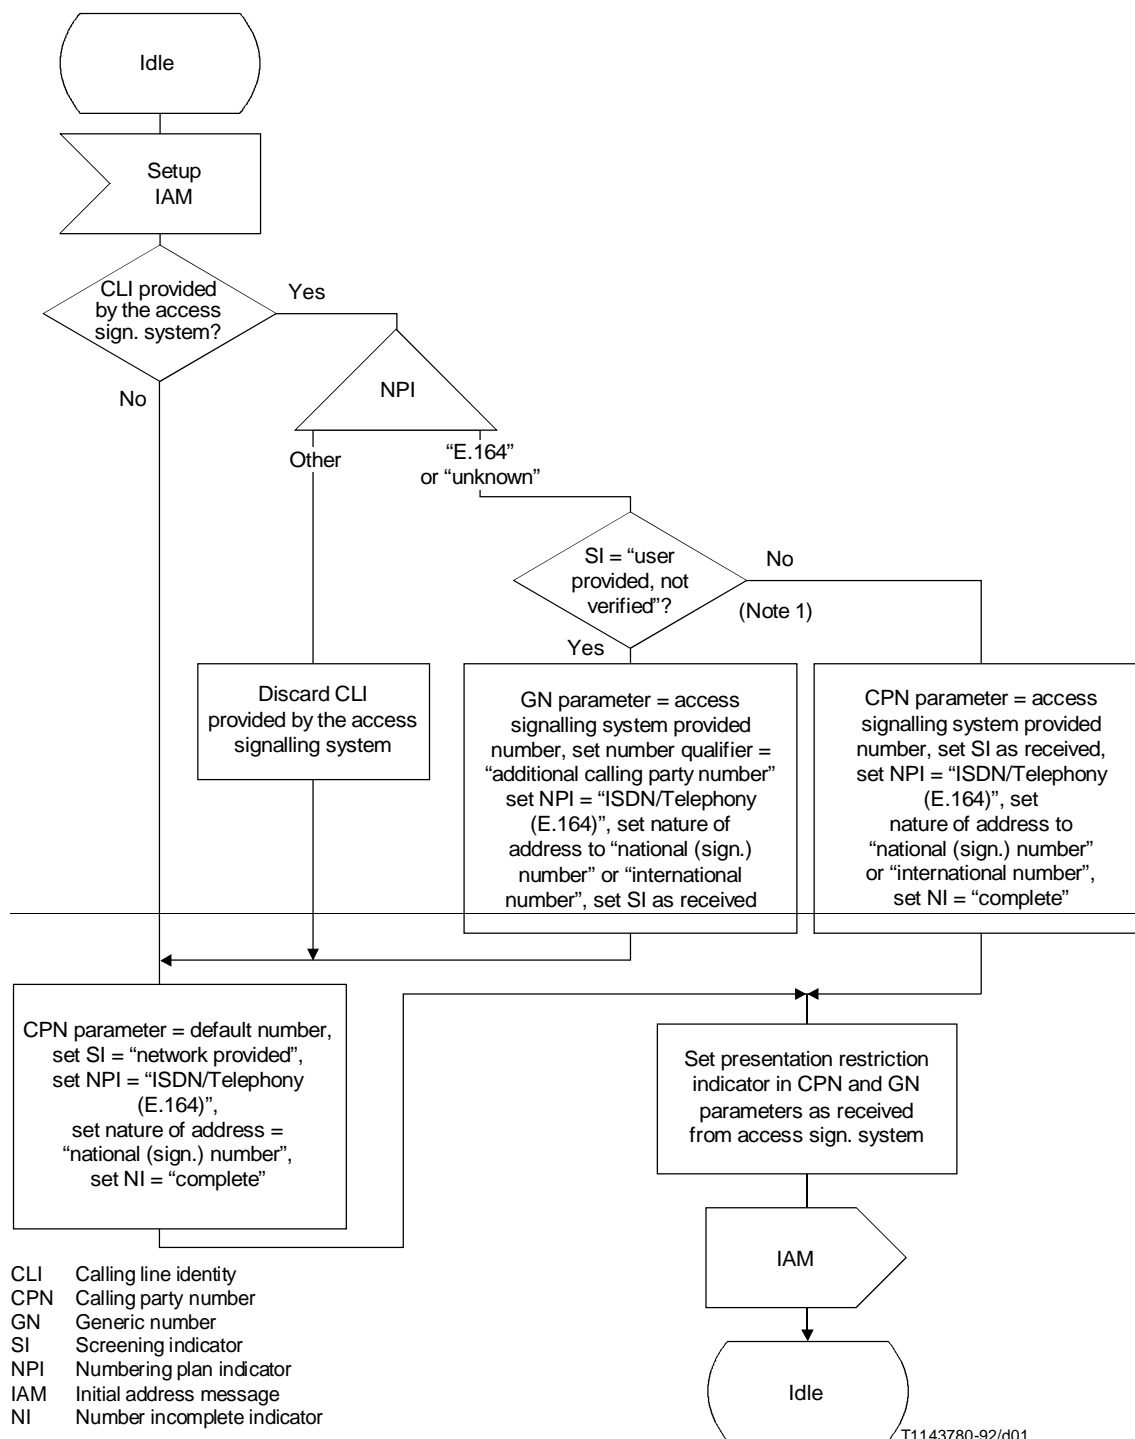 Idle
Setup
IAM
CLI provided
by the access
sign. system?
Yes
No
NPI
Other
“E.164”
or “unknown”
SI = “user
provided, not
verified”?
No
(Note 1)
Yes
Discard CLI
provided by the access
signalling system
GN parameter = access
signalling system provided
number, set number qualifier =
“additional calling party number”
set NPI = “ISDN/Telephony
(E.164)”, set nature of
address to “national (sign.)
number” or “international
number”, set SI as received
CPN parameter = access
signalling system provided
number, set SI as received,
set NPI = “ISDN/Telephony
(E.164)”, set
nature of address to
“national (sign.) number”
or “international number”,
set NI = “complete”
CPN parameter = default number,
set SI = “network provided”,
set NPI = “ISDN/Telephony
(E.164)”,
set nature of address =
“national (sign.) number”,
set NI = “complete”
Set presentation restriction
indicator in CPN and GN
parameters as received
from access sign. system
IAM
Idle
CLI Calling line identity
CPN Calling party number
GN Generic number
SI Screening indicator
NPI Numbering plan indicator
IAM Initial address message
NI Number incomplete indicator
T1143780-92/d01